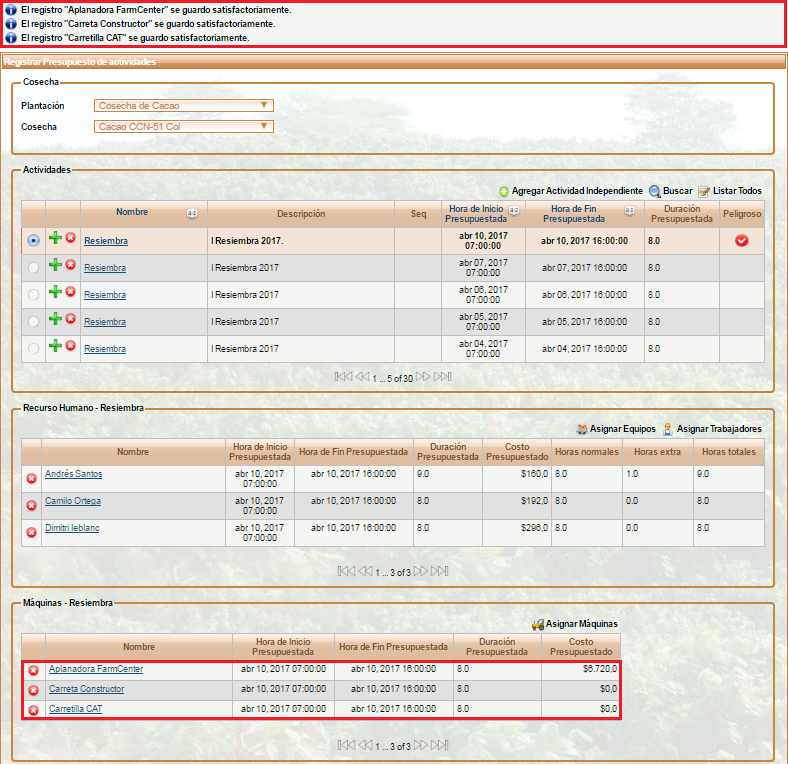 El registro "Aplanadora FarmCenter" se guardo satisfactoriamente.
El registro "Carreta Constructor" se guardo satisfactoriamente.
El registro "Carretilla CAT" se guardo satisfactoriamente.
Registrar Presupuesto de actividades
Cosecha
Plantación Cosecha de Cacao
Cosecha Cacao CCN-51 Col
Actividades
Agregar Actividad Independiente Buscar Listar Todos
Nombre Descripción Seq Hora de Inicio Presupuestada Hora de Fin Presupuestada Duración Presupuestada Peligroso
Resiembra I Resiembra 2017. abr 10, 2017 07:00:00 abr 10, 2017 16:00:00 8.0
Resiembra I Resiembra 2017 abr 07, 2017 07:00:00 abr 07, 2017 16:00:00 8.0
Resiembra I Resiembra 2017 abr 06, 2017 07:00:00 abr 06, 2017 16:00:00 8.0
Resiembra I Resiembra 2017 abr 05, 2017 07:00:00 abr 05, 2017 16:00:00 8.0
Resiembra I Resiembra 2017 abr 04, 2017 07:00:00 abr 04, 2017 16:00:00 8.0
1 ... 5 of 30
Recurso Humano - Resiembra
Asignar Equipos Asignar Trabajadores
Nombre Hora de Inicio Presupuestada Hora de Fin Presupuestada Duración Presupuestada Costo Presupuestado Horas normales Horas extra Horas totales
Andrés Santos abr 10, 2017 07:00:00 abr 10, 2017 16:00:00 9.0 $160,0 8.0 1.0 9.0
Camilo Ortega abr 10, 2017 07:00:00 abr 10, 2017 16:00:00 8.0 $192,0 8.0 0.0 8.0
Dimitri leblanc abr 10, 2017 07:00:00 abr 10, 2017 16:00:00 8.0 $296,0 8.0 0.0 8.0
1 ... 3 of 3
Máquinas - Resiembra
Asignar Máquinas
Nombre Hora de Inicio Presupuestada Hora de Fin Presupuestada Duración Presupuestada Costo Presupuestado
Aplanadora FarmCenter abr 10, 2017 07:00:00 abr 10, 2017 16:00:00 8.0 $6.720,0
Carreta Constructor abr 10, 2017 07:00:00 abr 10, 2017 16:00:00 8.0 $0,0
Carretilla CAT abr 10, 2017 07:00:00 abr 10, 2017 16:00:00 8.0 $0,0
1 ... 3 of 3